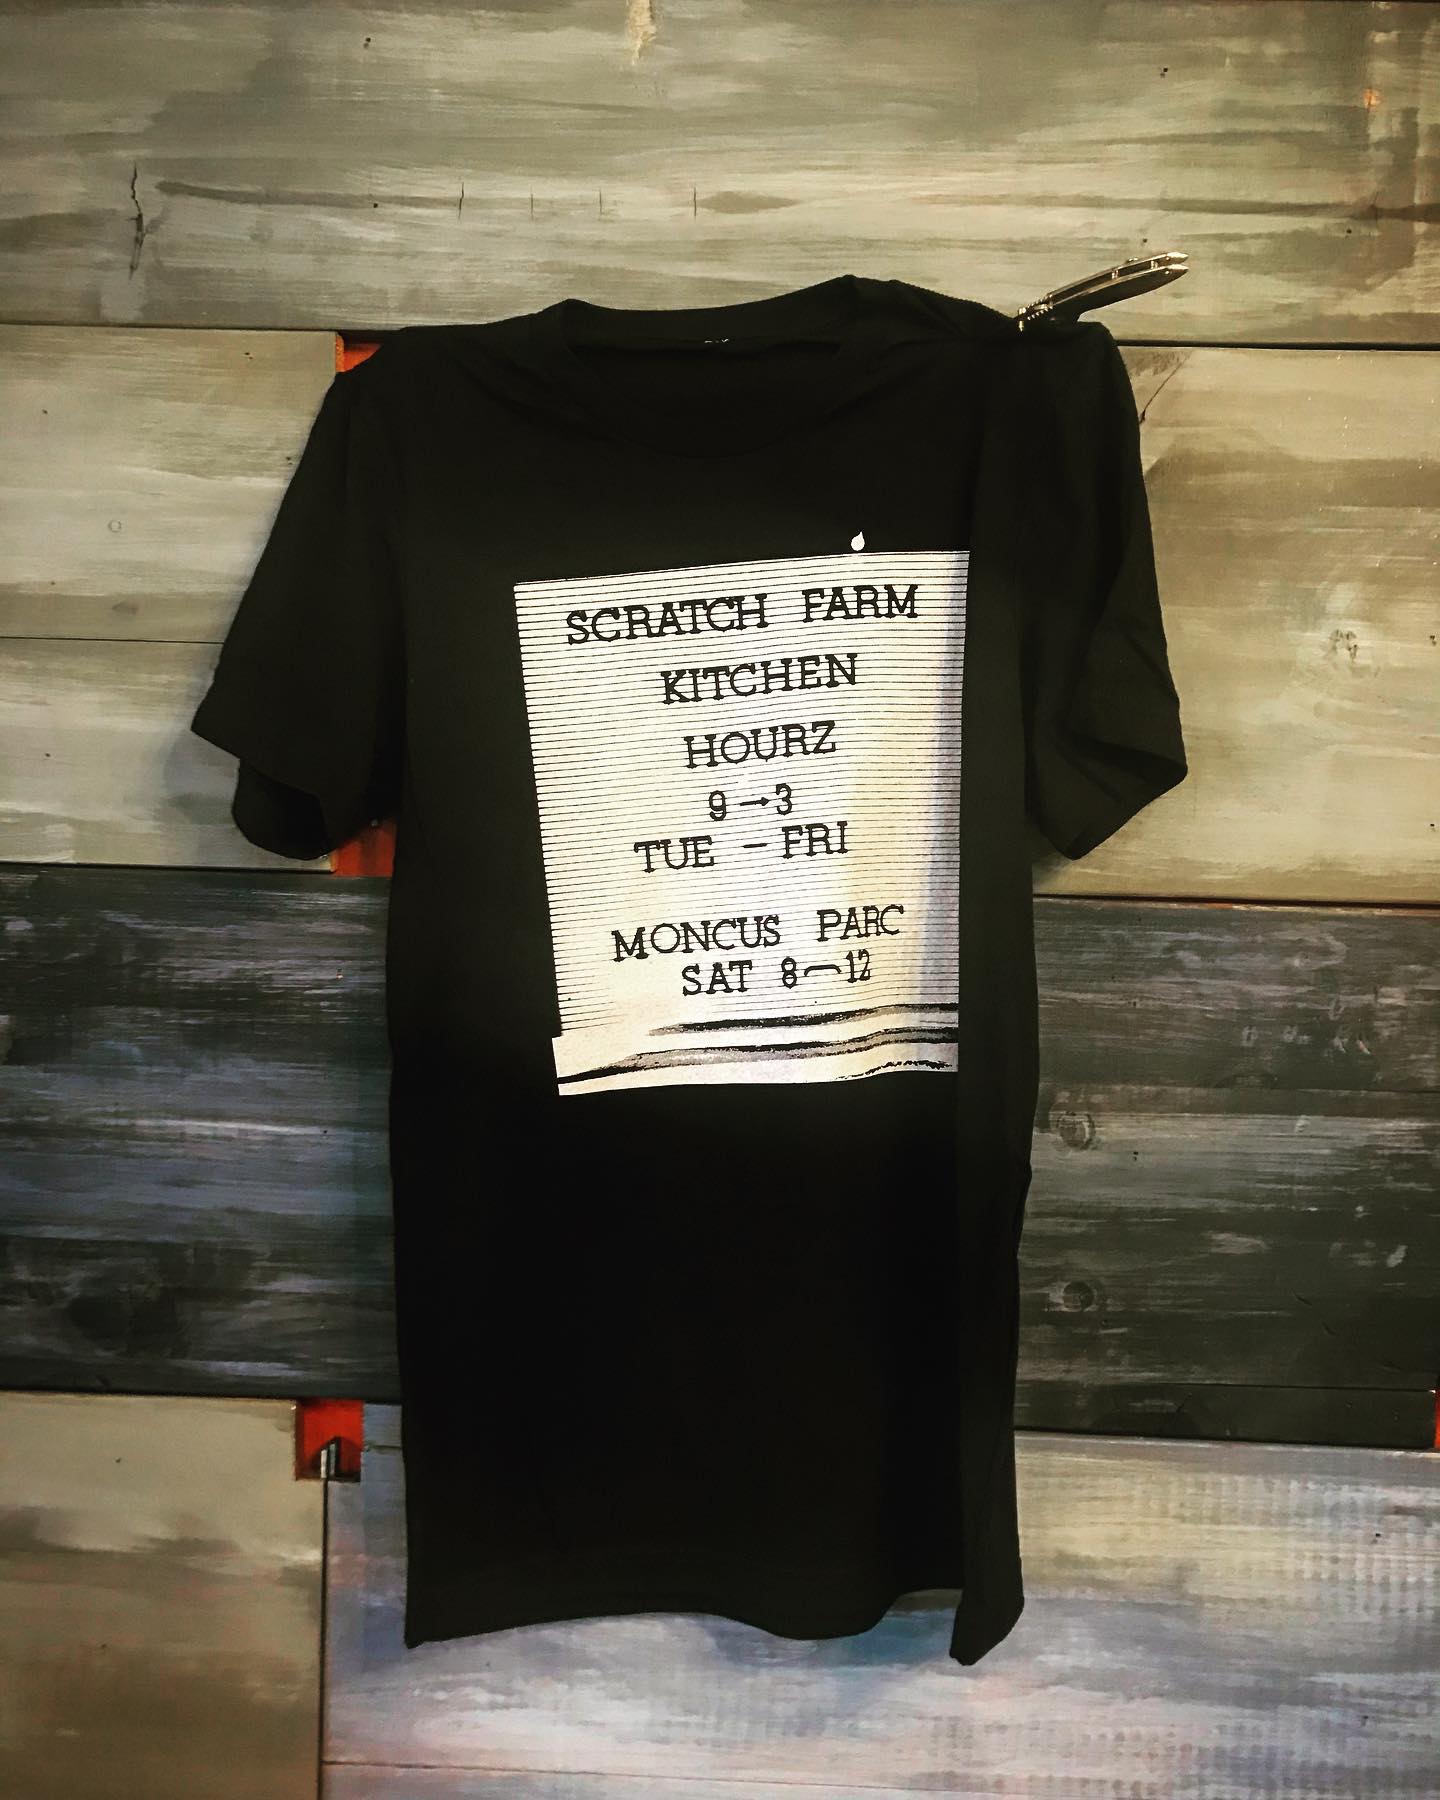 SCRATCH FARM
KITCHEN
HOURZ
9→3
TUE – FRI
MONCUS PARC
SAT 8–12